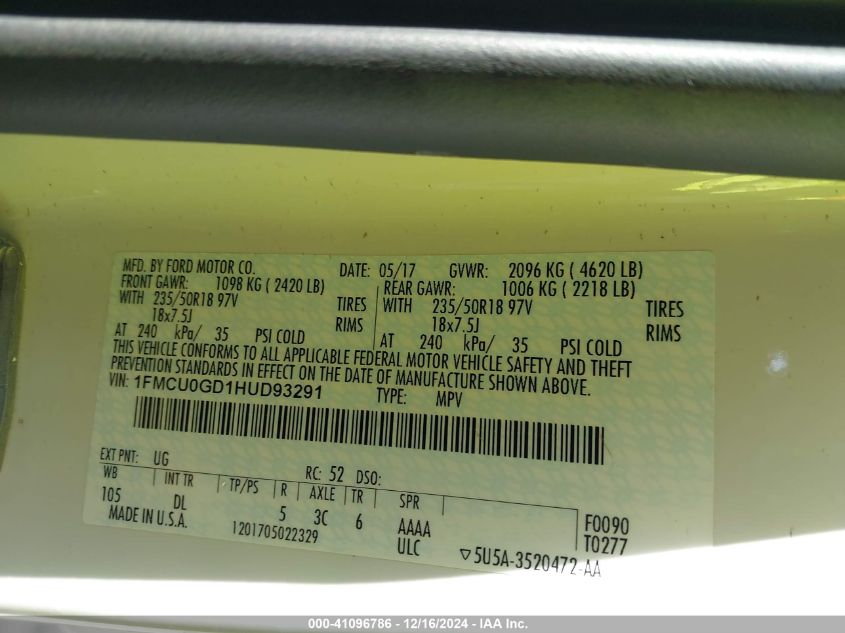 MFD. BY FORD MOTOR CO. DATE: 05/17 GVWR: 2096 KG ( 4620 LB)
FRONT GAWR: 1098 KG ( 2420 LB) REAR GAWR: 1006 KG ( 2218 LB)
WITH 235/50R18 97V TIRES WITH 235/50R18 97V TIRES
18x7.5J RIMS 18x7.5J RIMS
AT 240 kPa/ 35 PSI COLD AT 240 kPa/ 35 PSI COLD
THIS VEHICLE CONFORMS TO ALL APPLICABLE FEDERAL MOTOR VEHICLE SAFETY AND THEFT
PREVENTION STANDARDS IN EFFECT ON THE DATE OF MANUFACTURE SHOWN ABOVE.
VIN: 1FMCU0GD1HUD93291 TYPE: MPV
EXT PNT: UG RC: 52 DSO:
WB INT TR TP/PS R AXLE TR SPR
105 DL 5 3C 6 AAAA F0090
MADE IN U.S.A. 1201705022329 ULC T0277
▽5U5A-3520472-AA
000-41096786 - 12/16/2024 - IAA Inc.